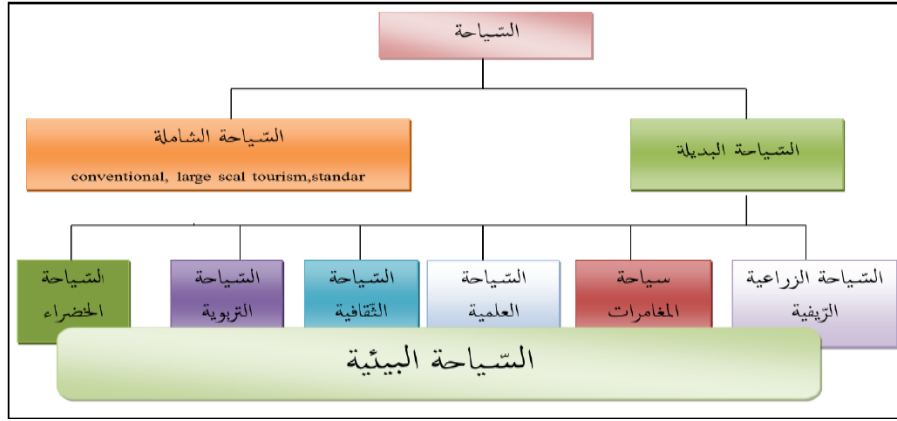 السّياحة
السّياحة البديلة
السّياحة الشاملة
conventional, large scal tourism,standar
السّياحة الزراعية
الرّيفية
سياحة
المغامرات
السّياحة
العلمية
السّياحة
الثّقافية
السّياحة
التربوية
السّياحة
الخضراء
السّياحة البيئية